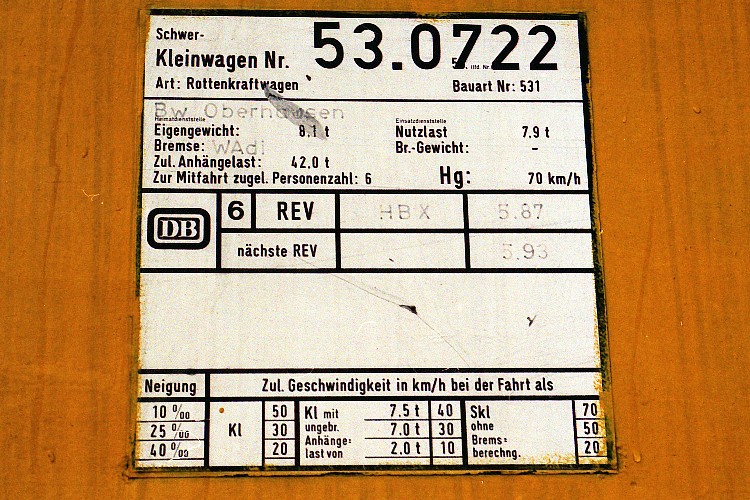 Schwer-
Kleinwagen Nr. 53.0722
Art: Rottenkraftwagen Bauart Nr: 531
Bw Oberhausen
Heimatdienststelle Einsatzdienststelle
Eigengewicht: 8,1 t Nutzlast 7,9 t
Bremse: WAdi Br.-Gewicht: -
Zul. Anhängelast: 42,0 t
Zur Mitfahrt zugel. Personenzahl: 6 Hg: 70 km/h
DB 6 REV HBX 5.87
nächste REV 5.93
Neigung Zul. Geschwindigkeit in km/h bei der Fahrt als
10 ‰ Kl 50 Kl mit 7.5 t 40 Skl 70
25 ‰ 30 ungebr. 7.0 t 30 ohne 50
Anhänge= Brems=
40 ‰ 20 last von 2.0 t 10 berechng. 20